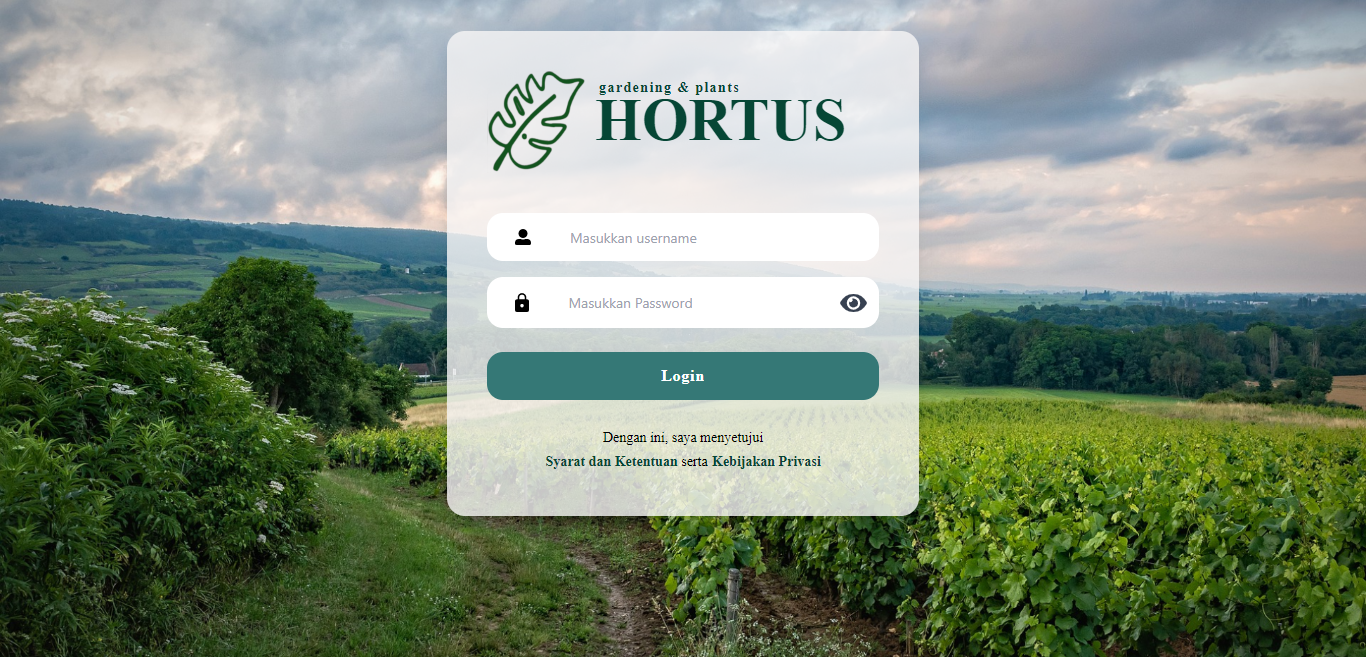 gardening & plants
HORTUS
Masukkan username
Masukkan Password
Login
Dengan ini, saya menyetujui
Syarat dan Ketentuan serta Kebijakan Privasi